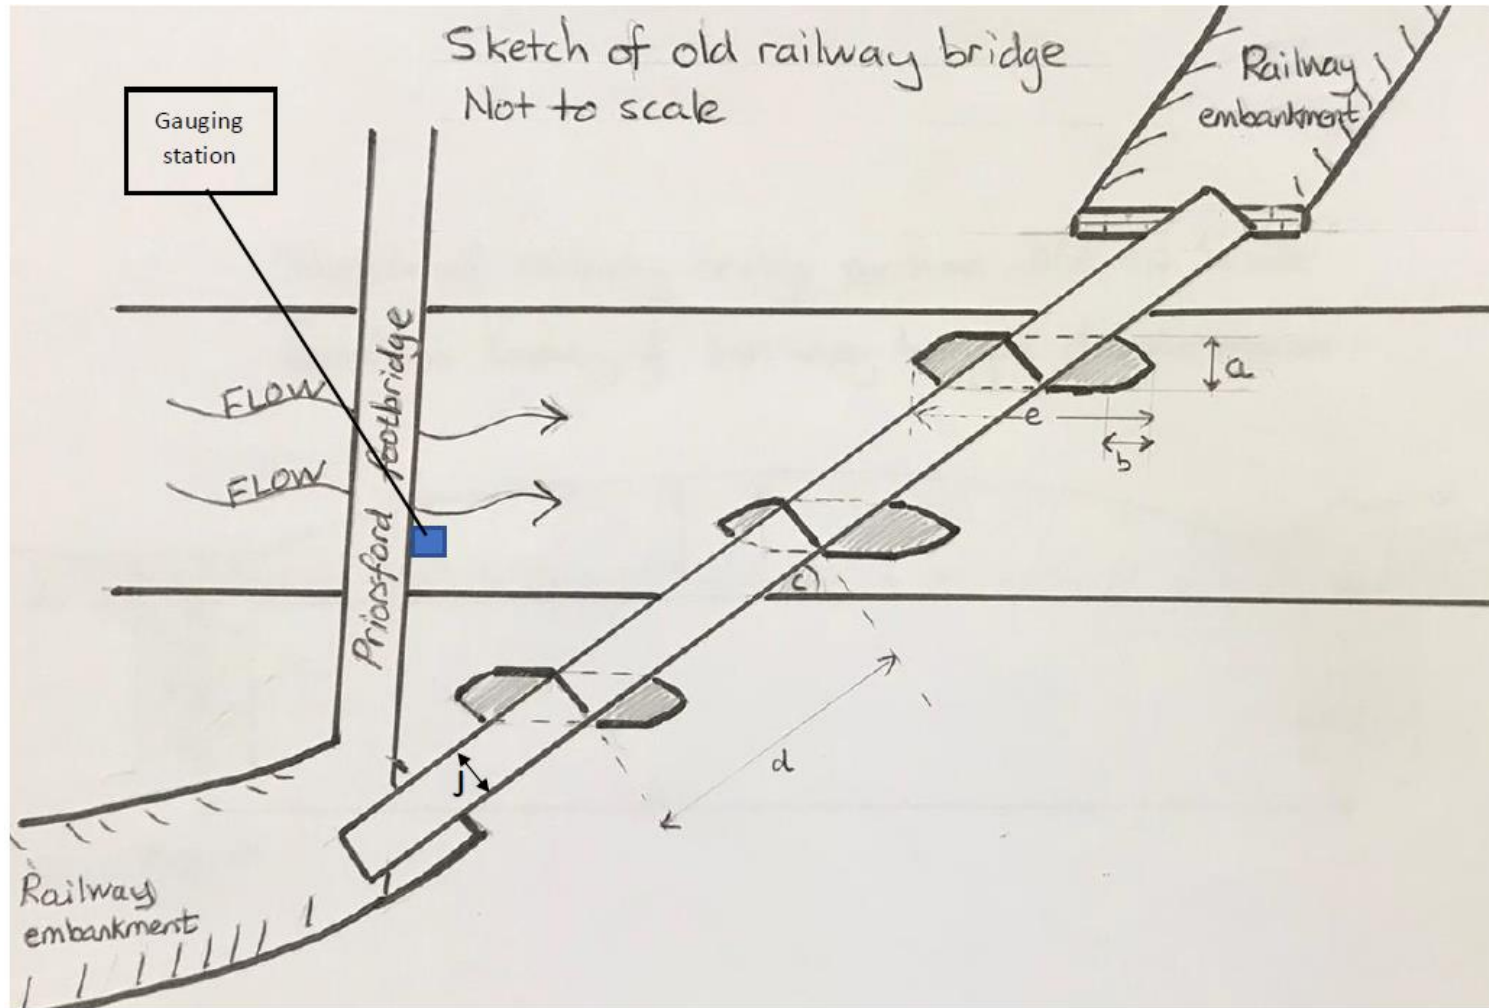 Sketch of old railway bridge
Not to scale
Gauging
station
Railway
embankment
Priorsford footbridge
FLOW
FLOW
a
e
b
c
d
j
Railway
embankment